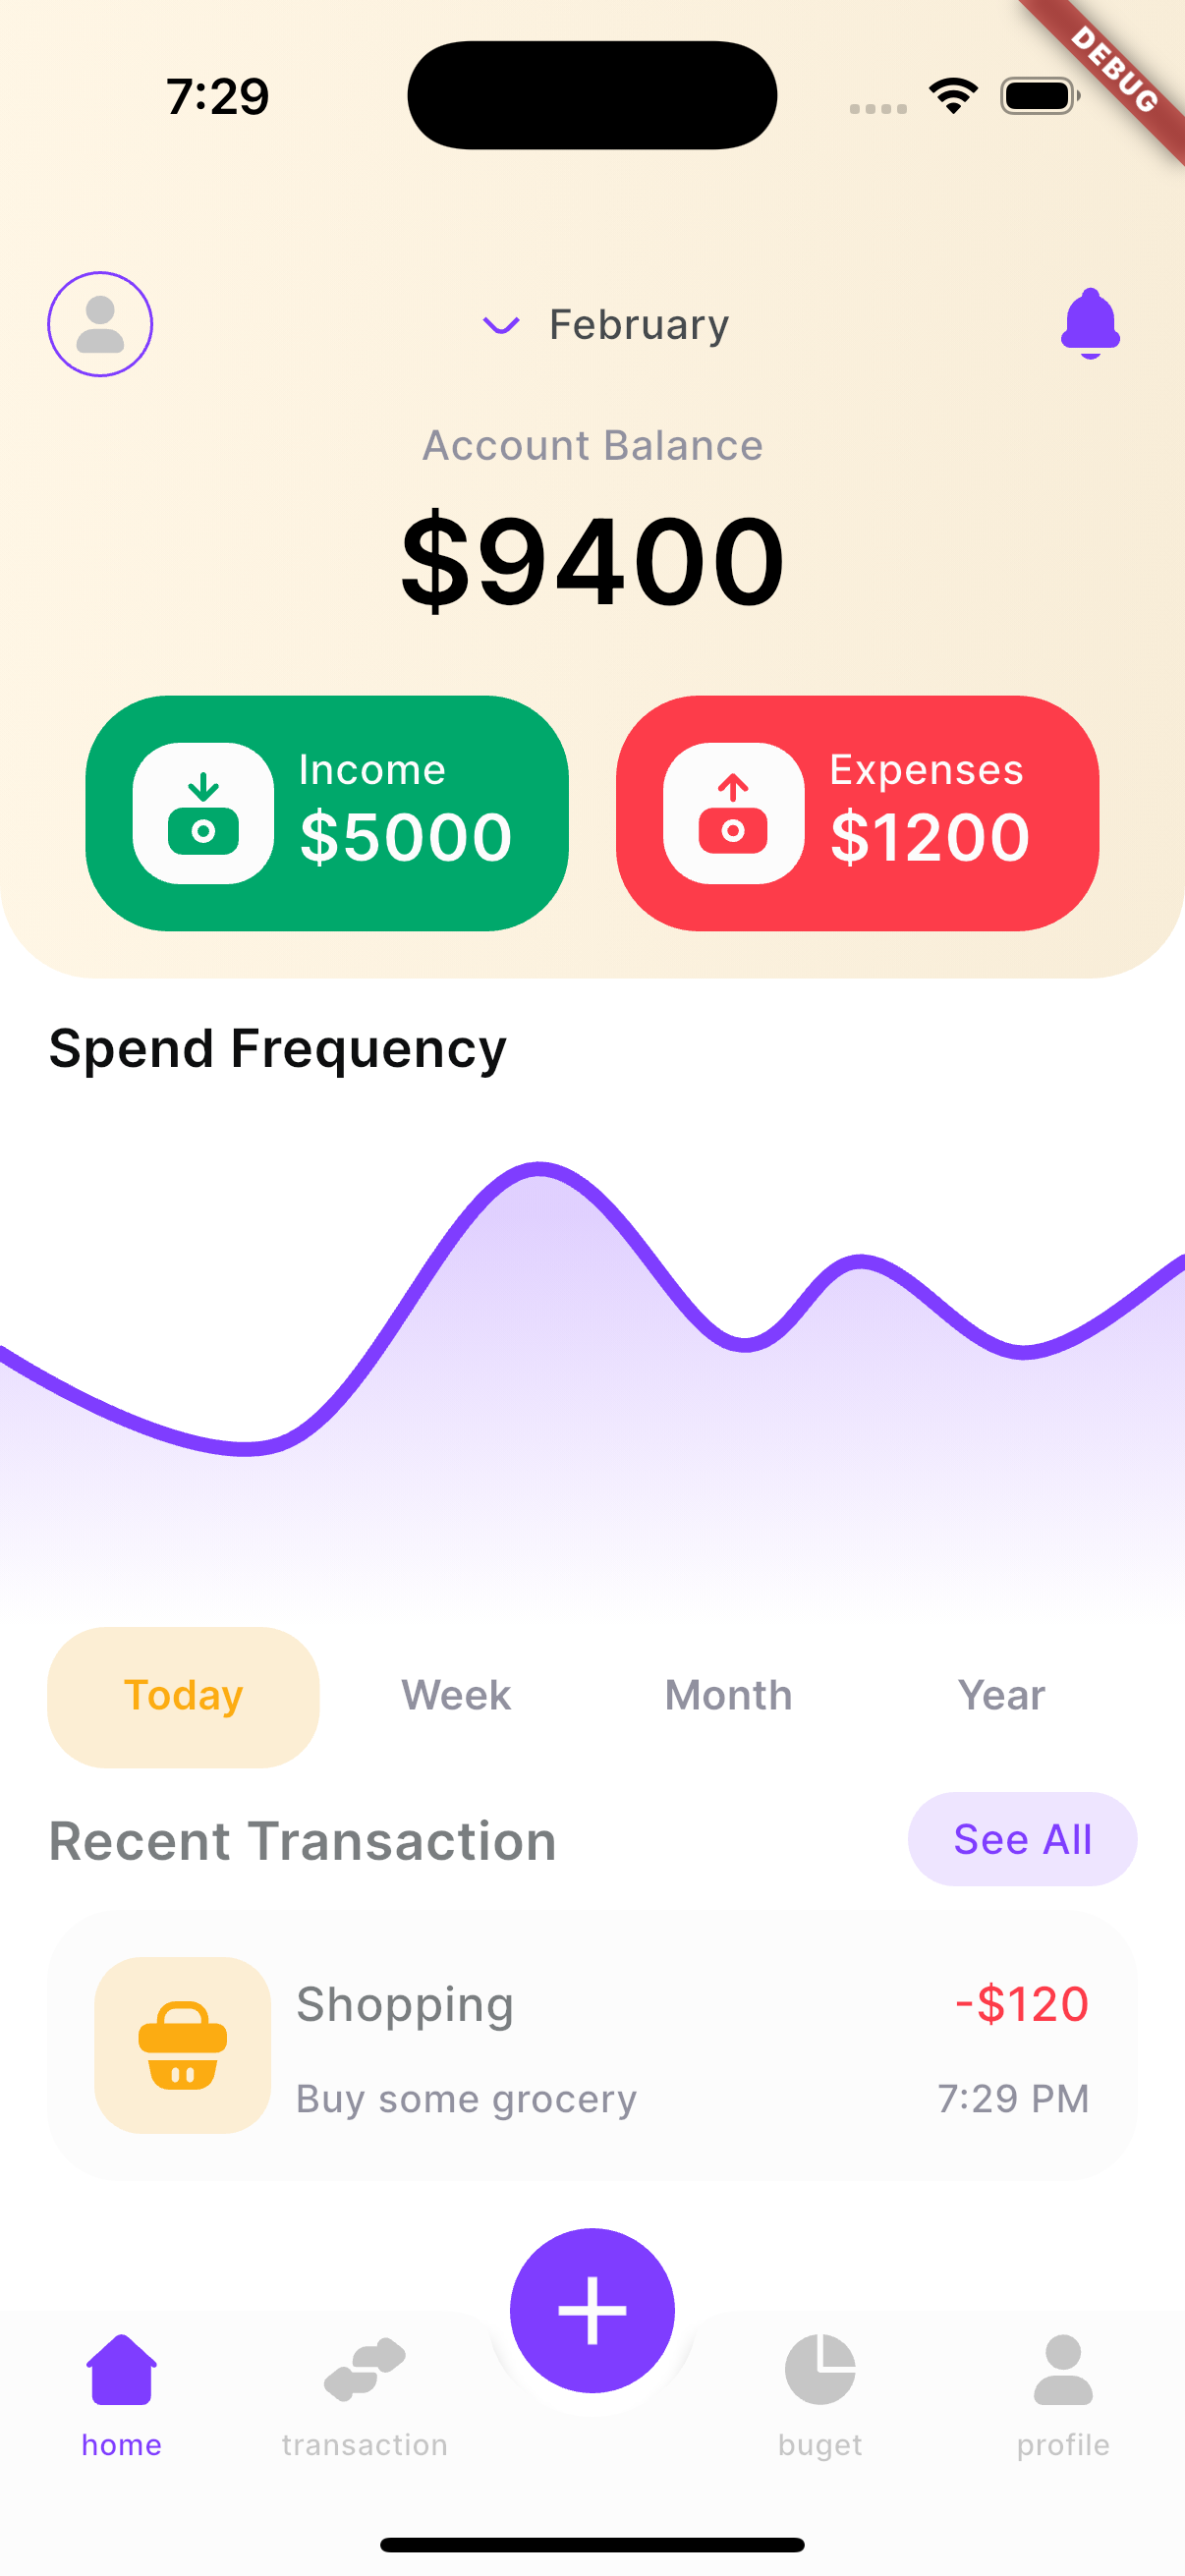 7:29
DEBUG
February
Account Balance
$9400
Income
$5000
Expenses
$1200
Spend Frequency
Today
Week
Month
Year
Recent Transaction
See All
Shopping
-$120
Buy some grocery
7:29 PM
home
transaction
buget
profile